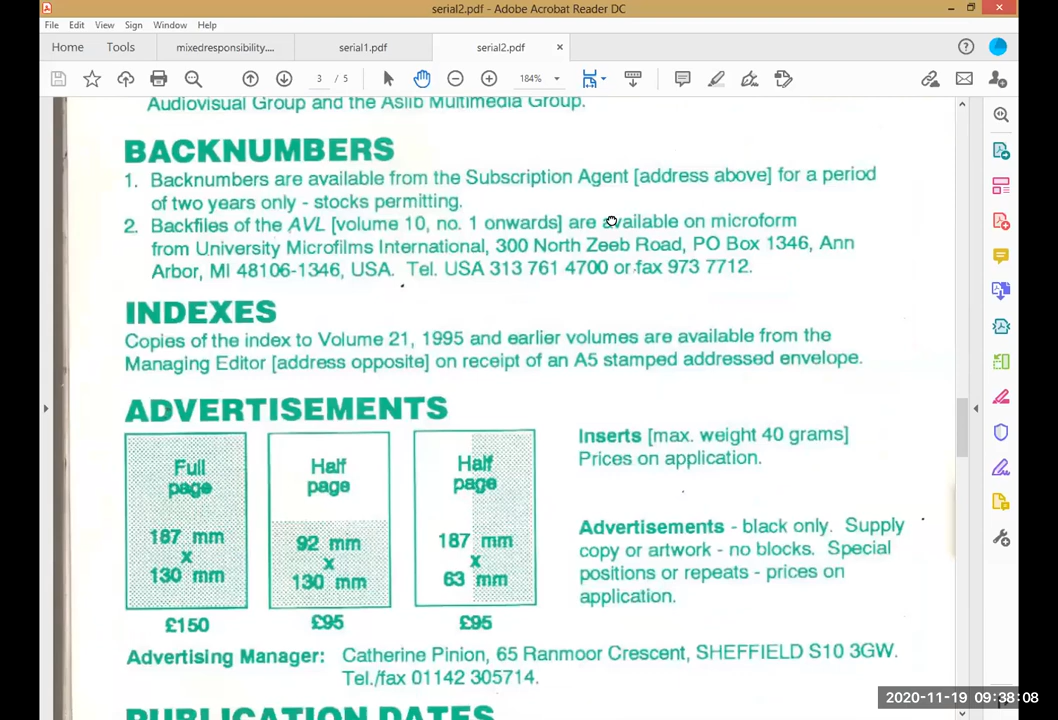 serial2.pdf - Adobe Acrobat Reader DC
File Edit View Sign Window Help
Home Tools mixedresponsibility.... serial1.pdf serial2.pdf ×
3 / 5 184%
Audiovisual Group and the Aslib Multimedia Group.
BACKNUMBERS
1. Backnumbers are available from the Subscription Agent [address above] for a period
of two years only - stocks permitting.
2. Backfiles of the AVL [volume 10, no. 1 onwards] are available on microform
from University Microfilms International, 300 North Zeeb Road, PO Box 1346, Ann
Arbor, MI 48106-1346, USA. Tel. USA 313 761 4700 or fax 973 7712.
INDEXES
Copies of the index to Volume 21, 1995 and earlier volumes are available from the
Managing Editor [address opposite] on receipt of an A5 stamped addressed envelope.
ADVERTISEMENTS
Full
page
187 mm
x
130 mm
£150
Half
page
92 mm
x
130 mm
£95
Half
page
187 mm
x
63 mm
£95
Inserts [max. weight 40 grams]
Prices on application.
Advertisements - black only. Supply
copy or artwork - no blocks. Special
positions or repeats - prices on
application.
Advertising Manager: Catherine Pinion, 65 Ranmoor Crescent, SHEFFIELD S10 3GW.
Tel./fax 01142 305714.
PUBLICATION DATES
2020-11-19 09:38:08